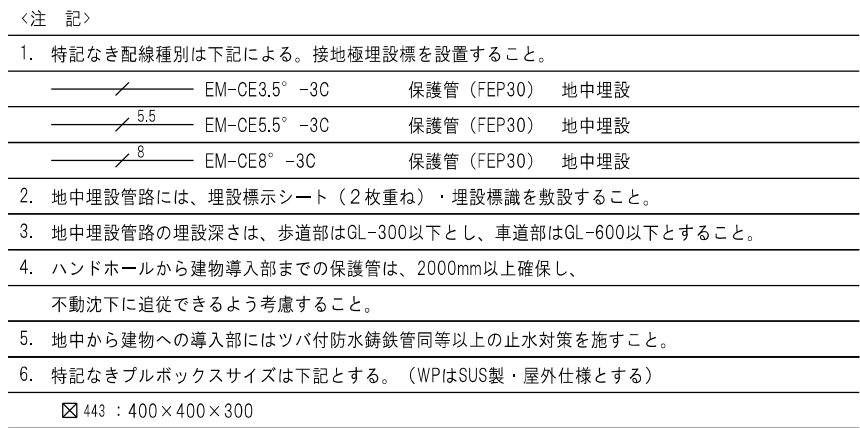 〈注　記〉
1. 特記なき配線種別は下記による。接地極埋設標を設置すること。
EM-CE3.5°-3C 保護管（FEP30） 地中埋設
5.5 EM-CE5.5°-3C 保護管（FEP30） 地中埋設
8 EM-CE8°-3C 保護管（FEP30） 地中埋設
2. 地中埋設管路には、埋設標示シート（２枚重ね）・埋設標識を敷設すること。
3. 地中埋設管路の埋設深さは、歩道部はGL-300以下とし、車道部はGL-600以下とすること。
4. ハンドホールから建物導入部までの保護管は、2000mm以上確保し、
不動沈下に追従できるよう考慮すること。
5. 地中から建物への導入部にはツバ付防水鋳鉄管同等以上の止水対策を施すこと。
6. 特記なきプルボックスサイズは下記とする。（WPはSUS製・屋外仕様とする）
443 ：400×400×300